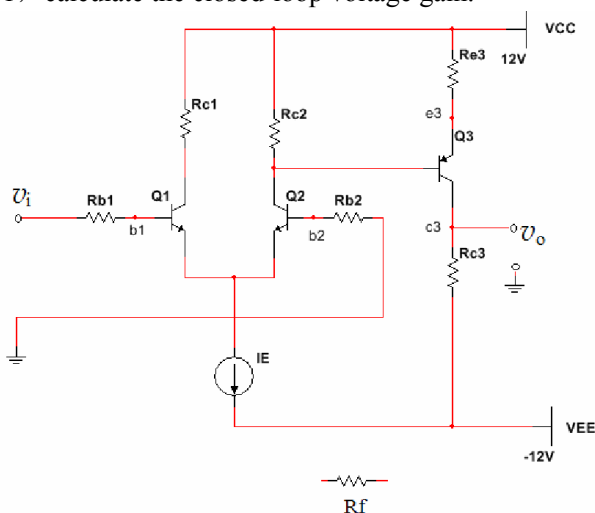 calculate the closed loop voltage gain.
VCC
12V
Re3
Rc1
Rc2
e3
Q3
Q1
Q2
vi
Rb1
Rb2
b1
b2
c3
vo
Rc3
IE
VEE
-12V
Rf